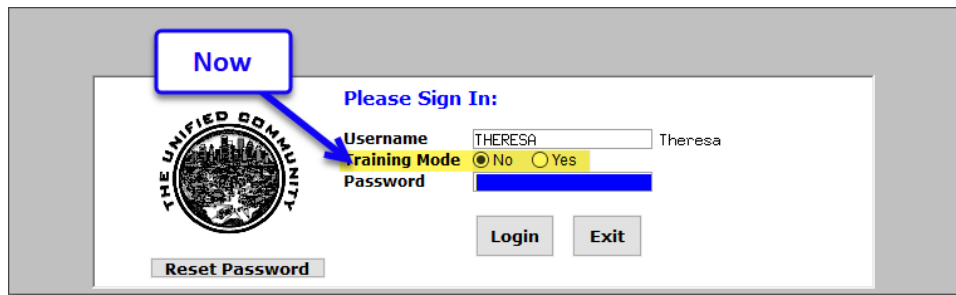 Now
Please Sign In:
Username THERESA Theresa
Training Mode No Yes
Password
Login Exit
THE UNIFIED COMMUNITY
Reset Password